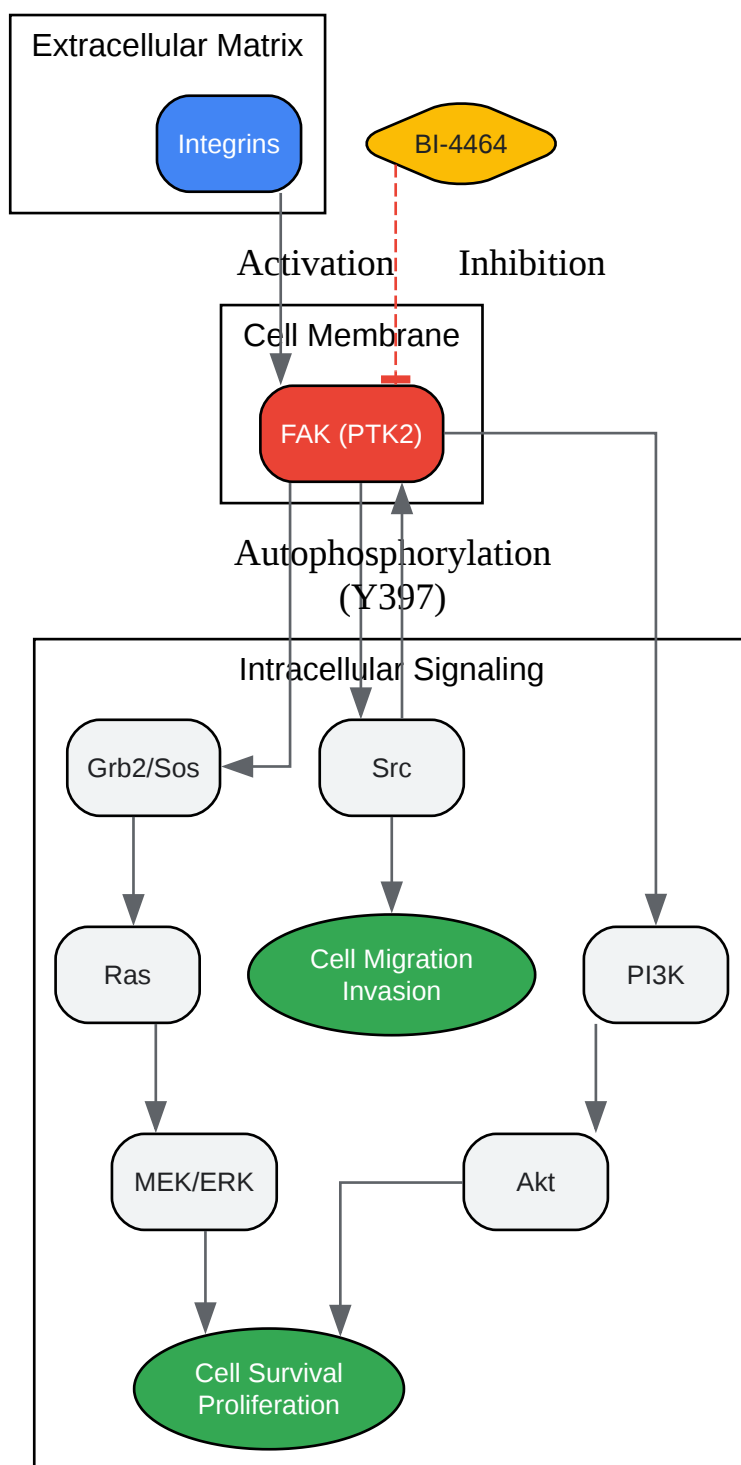 Extracellular Matrix
Integrins
BI-4464
Activation
Inhibition
Cell Membrane
FAK (PTK2)
Autophosphorylation
(Y397)
Intracellular Signaling
Grb2/Sos
Src
Ras
Cell Migration
Invasion
PI3K
MEK/ERK
Akt
Cell Survival
Proliferation